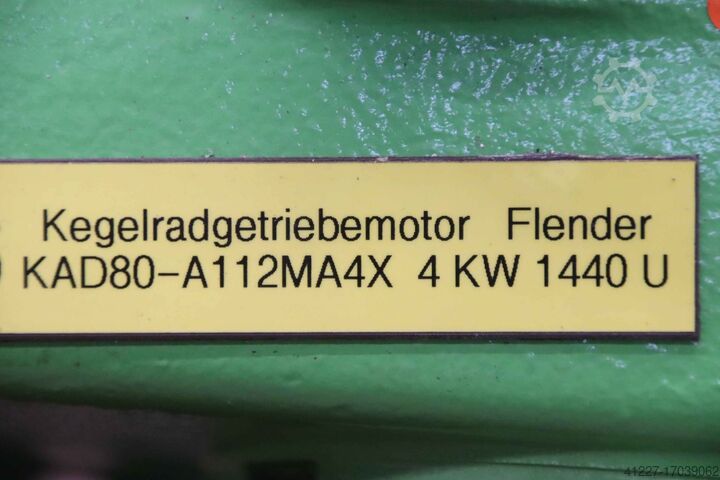 Kegelradgetriebemotor Flender
KAD80-A112MA4X 4 KW 1440 U
41227-17039062